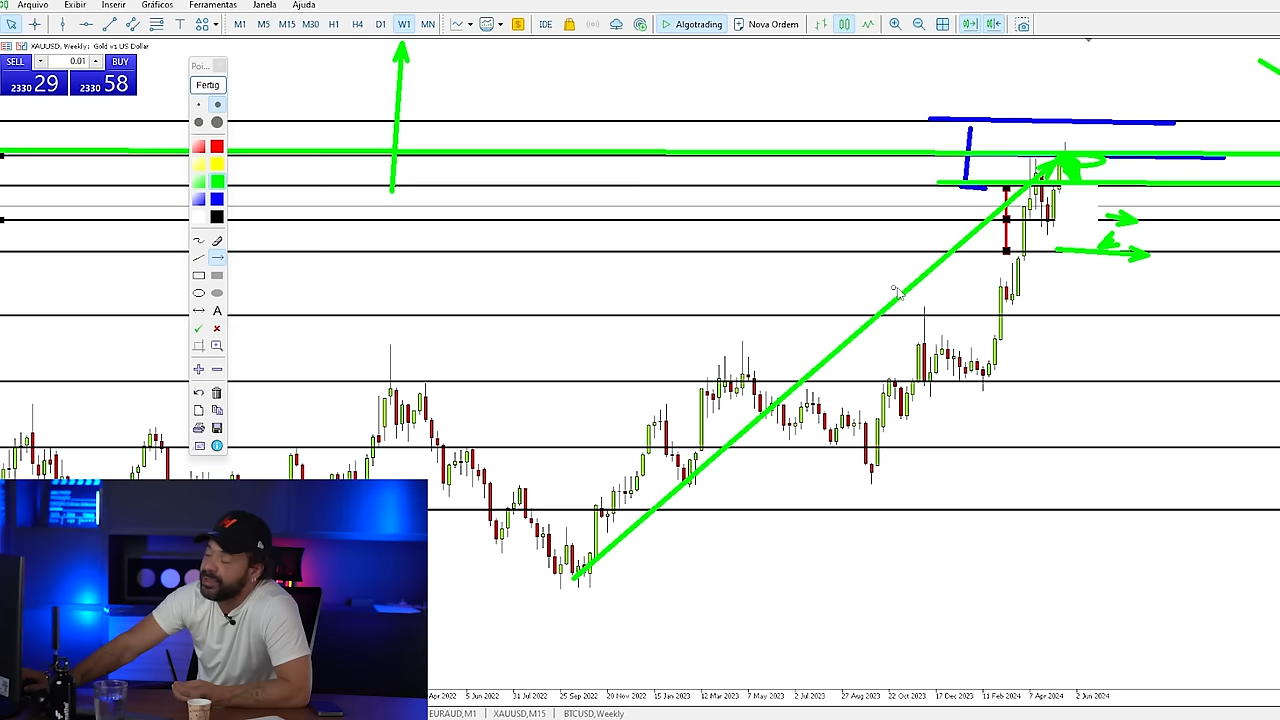 Arquivo Exibir Inserir Gráficos Ferramentas Janela Ajuda
M1 M5 M15 M30 H1 H4 D1 W1 MN IDE Algotrading Nova Ordem
XAUUSD, Weekly: Gold vs US Dollar
SELL 0.01 BUY
2330 29 2330 58
Poi...
Fertig
A
Apr 2022 5 Jun 2022 31 Jul 2022 25 Sep 2022 20 Nov 2022 15 Jan 2023 12 Mar 2023 7 May 2023 2 Jul 2023 27 Aug 2023 22 Oct 2023 17 Dec 2023 11 Feb 2024 7 Apr 2024 2 Jun 2024
EURAUD,M1 XAUUSD,M15 BTCUSD,Weekly